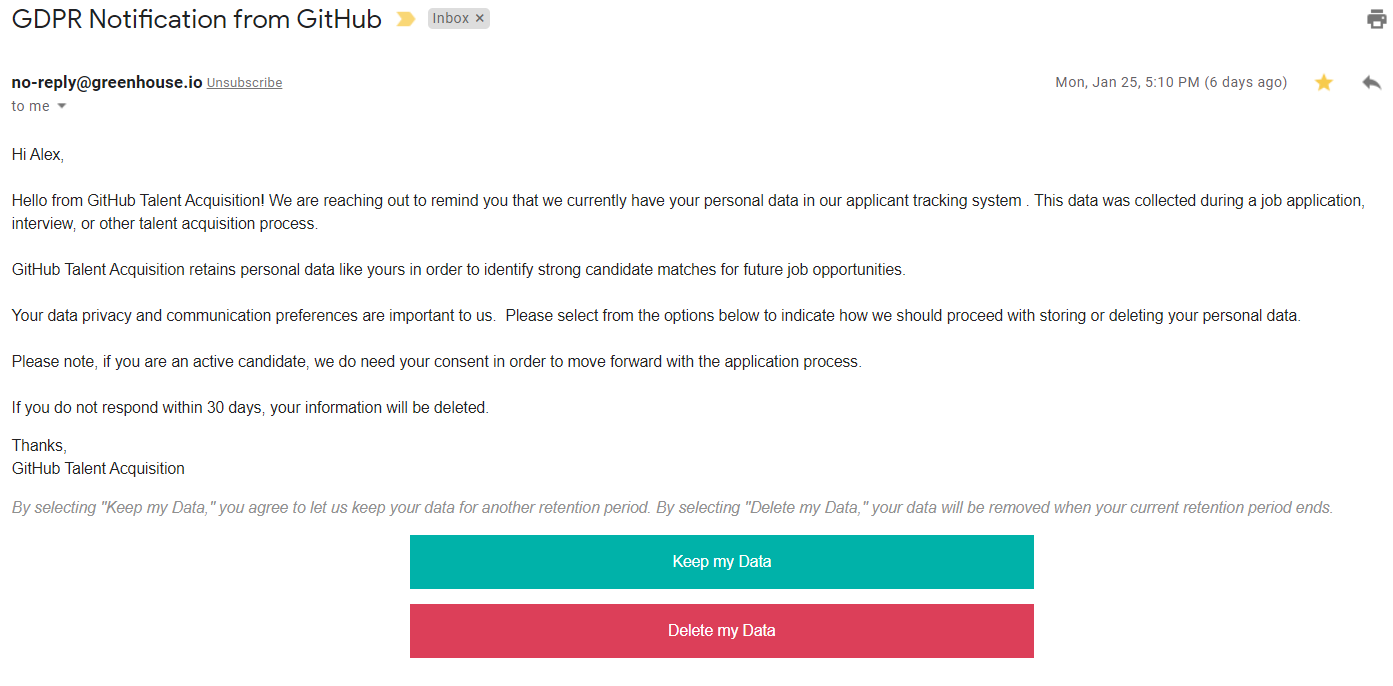 GDPR Notification from GitHub Inbox ×
no-reply@greenhouse.io Unsubscribe Mon, Jan 25, 5:10 PM (6 days ago)
to me
Hi Alex,
Hello from GitHub Talent Acquisition! We are reaching out to remind you that we currently have your personal data in our applicant tracking system . This data was collected during a job application,
interview, or other talent acquisition process.
GitHub Talent Acquisition retains personal data like yours in order to identify strong candidate matches for future job opportunities.
Your data privacy and communication preferences are important to us.  Please select from the options below to indicate how we should proceed with storing or deleting your personal data.
Please note, if you are an active candidate, we do need your consent in order to move forward with the application process.
If you do not respond within 30 days, your information will be deleted.
Thanks,
GitHub Talent Acquisition
By selecting "Keep my Data," you agree to let us keep your data for another retention period. By selecting "Delete my Data," your data will be removed when your current retention period ends.
Keep my Data
Delete my Data